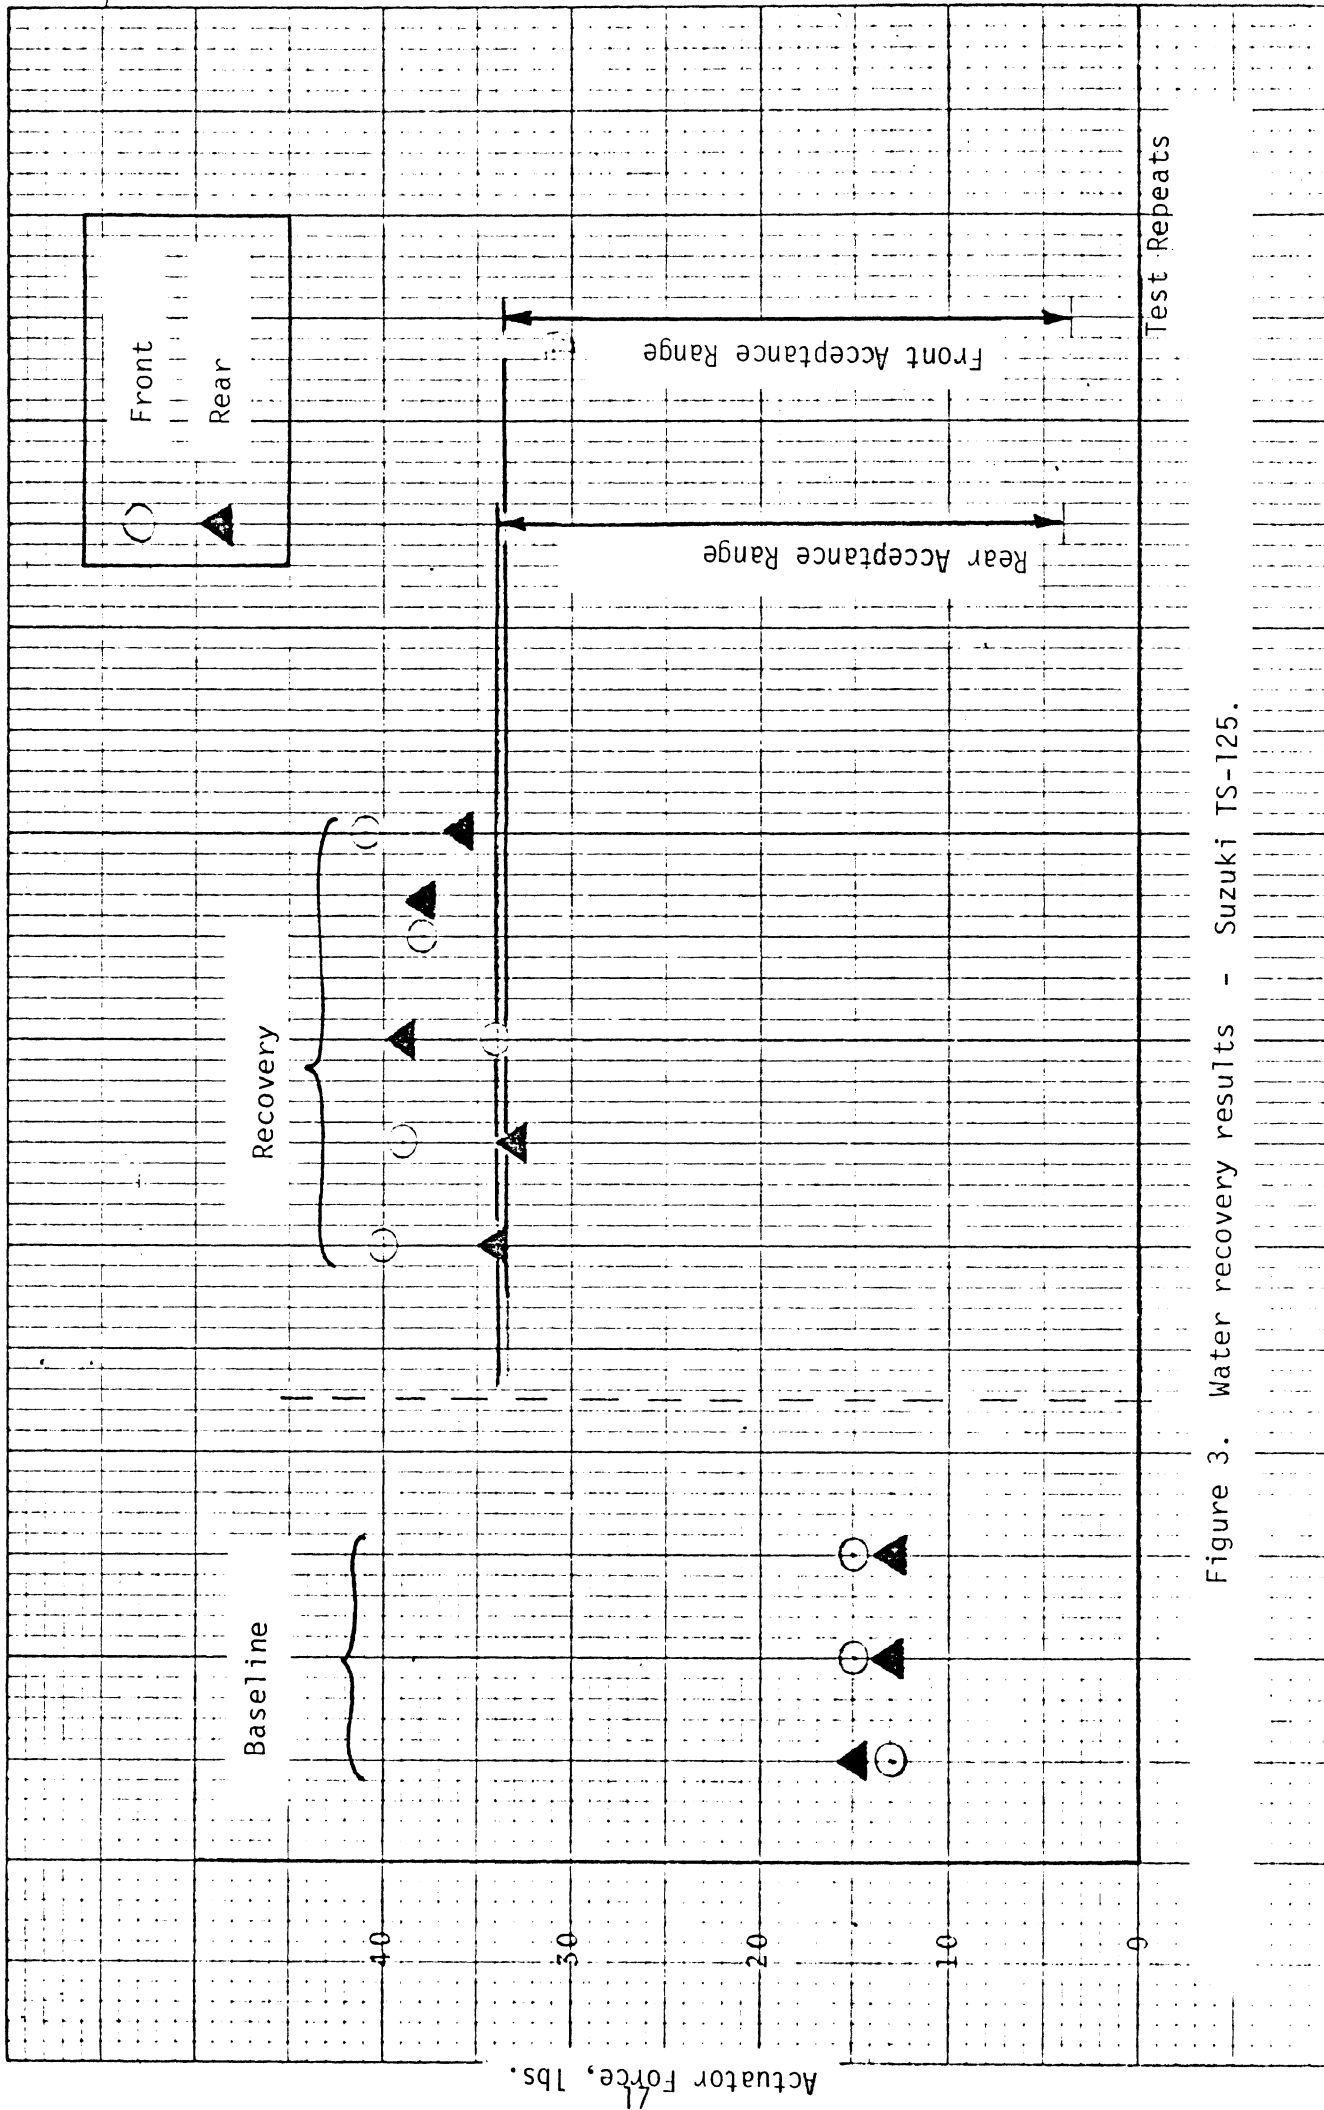 Front
Rear
Baseline
Recovery
Rear Acceptance Range
Front Acceptance Range
Actuator Force, lbs.
40
30
20
10
0
Test Repeats
Figure 3. Water recovery results - Suzuki TS-125.
17